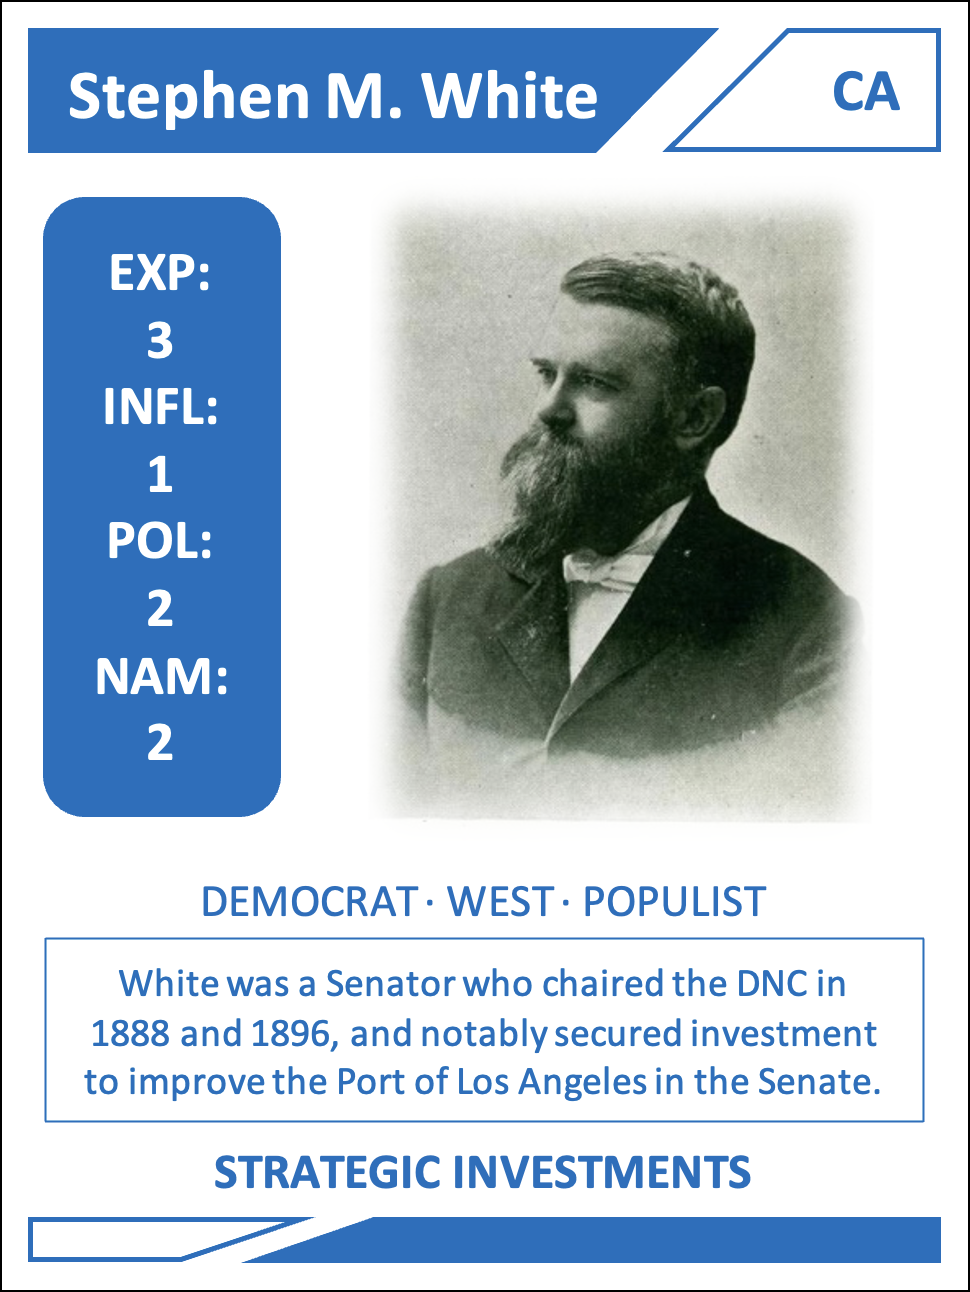 Stephen M. White
CA
EXP:
3
INFL:
1
POL:
2
NAM:
2
DEMOCRAT · WEST · POPULIST
White was a Senator who chaired the DNC in
1888 and 1896, and notably secured investment
to improve the Port of Los Angeles in the Senate.
STRATEGIC INVESTMENTS